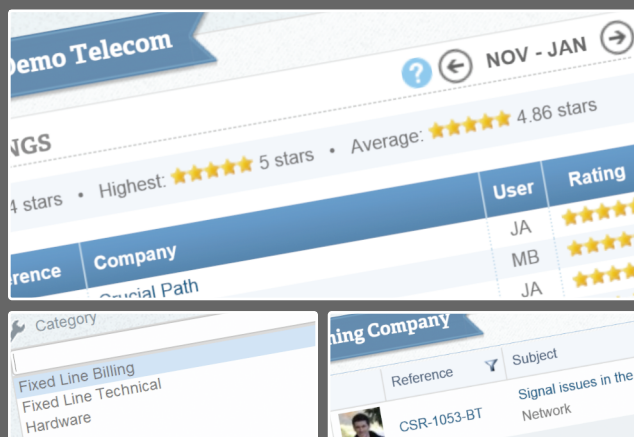 Demo Telecom
NOV - JAN
NGS
4 stars • Highest: 5 stars • Average: 4.86 stars
rence Company User Rating
Crucial Path JA
MB
JA
Category
Fixed Line Billing
Fixed Line Technical
Hardware
ning Company
Reference Subject
CSR-1053-BT Signal issues in the
Network